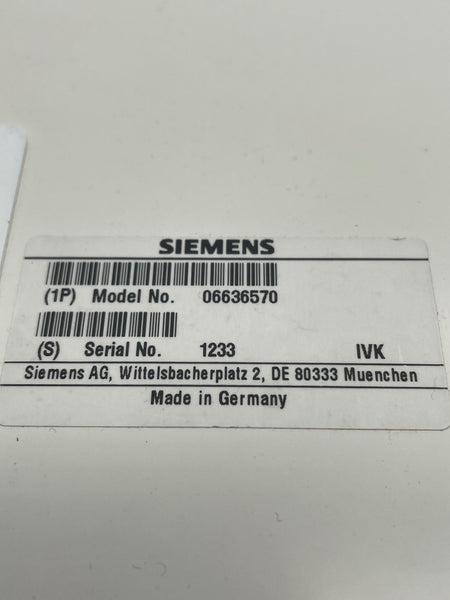 SIEMENS
(1P) Model No. 06636570
(S) Serial No. 1233 IVK
Siemens AG, Wittelsbacherplatz 2, DE 80333 Muenchen
Made in Germany